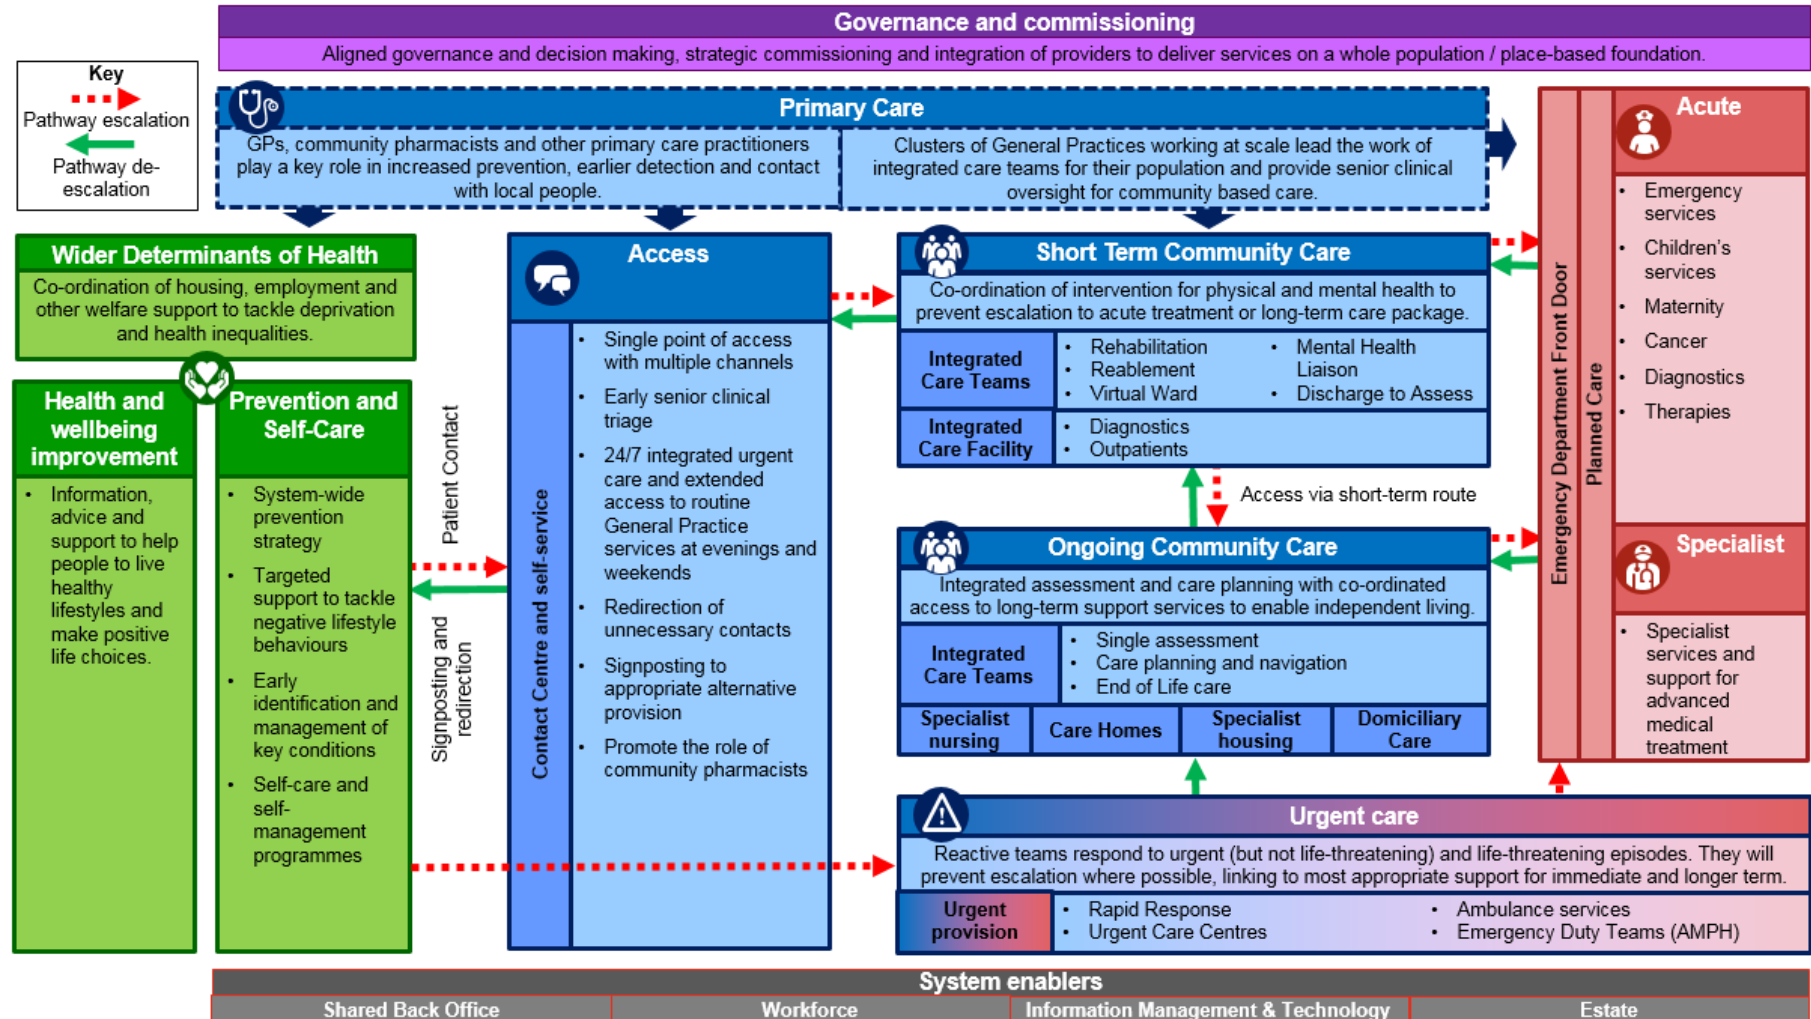 Governance and commissioning
Aligned governance and decision making, strategic commissioning and integration of providers to deliver services on a whole population / place-based foundation.
Key
Pathway escalation
Pathway de-
escalation
Primary Care
GPs, community pharmacists and other primary care practitioners
play a key role in increased prevention, earlier detection and contact
with local people.
Clusters of General Practices working at scale lead the work of
integrated care teams for their population and provide senior clinical
oversight for community based care.
Wider Determinants of Health
Co-ordination of housing, employment and
other welfare support to tackle deprivation
and health inequalities.
Health and
wellbeing
improvement
• Information,
advice and
support to help
people to live
healthy
lifestyles and
make positive
life choices.
Prevention and
Self-Care
• System-wide
prevention
strategy
• Targeted
support to tackle
negative lifestyle
behaviours
• Early
identification and
management of
key conditions
• Self-care and
self-
management
programmes
Patient Contact
Signposting and
redirection
Access
Contact Centre and self-service
• Single point of access
with multiple channels
• Early senior clinical
triage
• 24/7 integrated urgent
care and extended
access to routine
General Practice
services at evenings and
weekends
• Redirection of
unnecessary contacts
• Signposting to
appropriate alternative
provision
• Promote the role of
community pharmacists
Short Term Community Care
Co-ordination of intervention for physical and mental health to
prevent escalation to acute treatment or long-term care package.
Integrated
Care Teams
• Rehabilitation
• Reablement
• Virtual Ward
• Mental Health
Liaison
• Discharge to Assess
Integrated
Care Facility
• Diagnostics
• Outpatients
Access via short-term route
Ongoing Community Care
Integrated assessment and care planning with co-ordinated
access to long-term support services to enable independent living.
Integrated
Care Teams
• Single assessment
• Care planning and navigation
• End of Life care
Specialist
nursing
Care Homes
Specialist
housing
Domiciliary
Care
Urgent care
Reactive teams respond to urgent (but not life-threatening) and life-threatening episodes. They will
prevent escalation where possible, linking to most appropriate support for immediate and longer term.
Urgent
provision
• Rapid Response
• Urgent Care Centres
• Ambulance services
• Emergency Duty Teams (AMPH)
Emergency Department Front Door
Planned Care
Acute
• Emergency
services
• Children's
services
• Maternity
• Cancer
• Diagnostics
• Therapies
Specialist
• Specialist
services and
support for
advanced
medical
treatment
System enablers
Shared Back Office
Workforce
Information Management & Technology
Estate